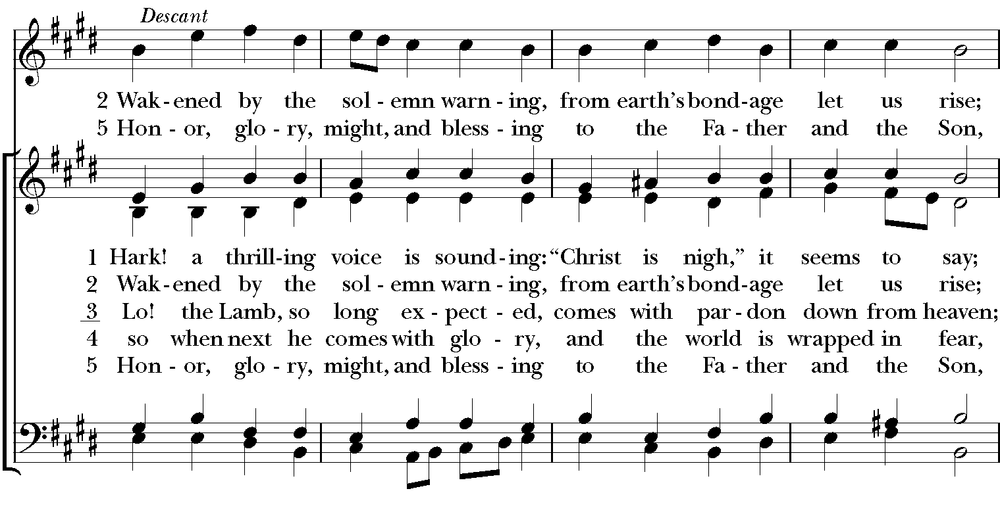 Descant
2 Wak-ened by the sol-emn warn-ing, from earth's bond-age let us rise;
5 Hon-or, glo-ry, might, and bless-ing to the Fa-ther and the Son,
1 Hark! a thrill-ing voice is sound-ing: “Christ is nigh,” it seems to say;
2 Wak-ened by the sol-emn warn-ing, from earth's bond-age let us rise;
3 Lo! the Lamb, so long ex-pect-ed, comes with par-don down from heaven;
4 so when next he comes with glo-ry, and the world is wrapped in fear,
5 Hon-or, glo-ry, might, and bless-ing to the Fa-ther and the Son,